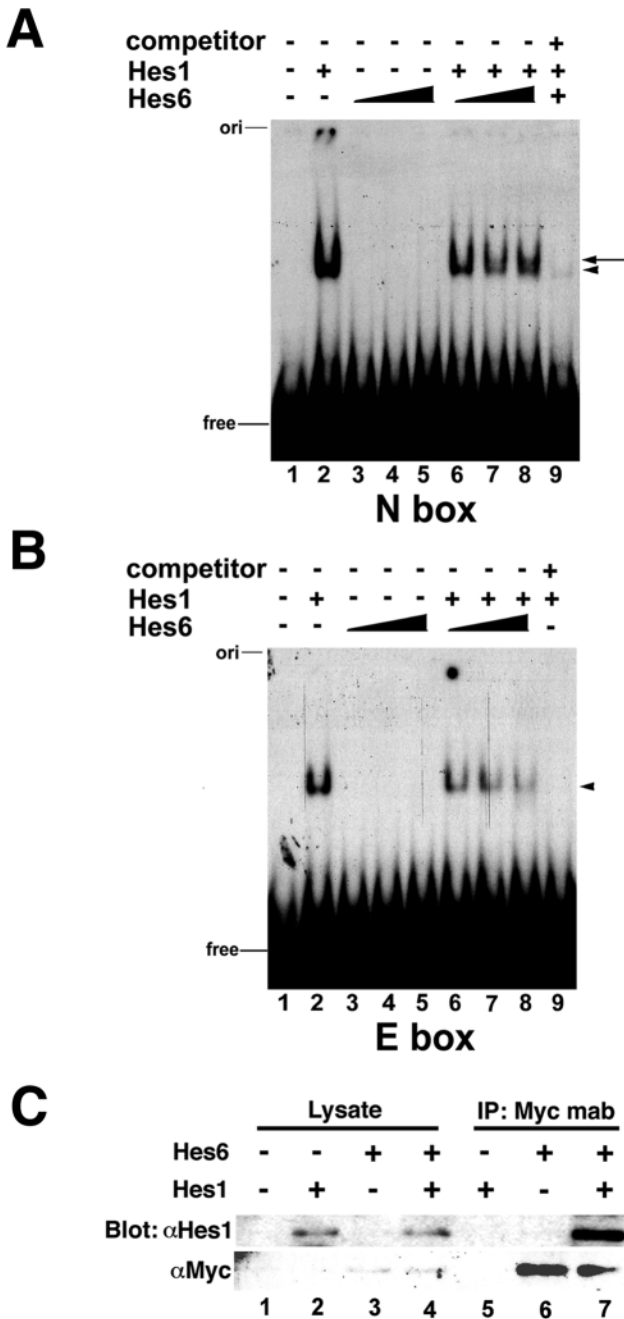 A
competitor - - - - - - - - +
Hes1 - + - - - + + + +
Hes6 - - +
ori
free
1 2 3 4 5 6 7 8 9
N box
B
competitor - - - - - - - - +
Hes1 - + - - - + + + +
Hes6 - - -
ori
free
1 2 3 4 5 6 7 8 9
E box
C
Lysate IP: Myc mab
Hes6 - - + + - + +
Hes1 - + - + + - +
Blot: αHes1
αMyc
1 2 3 4 5 6 7